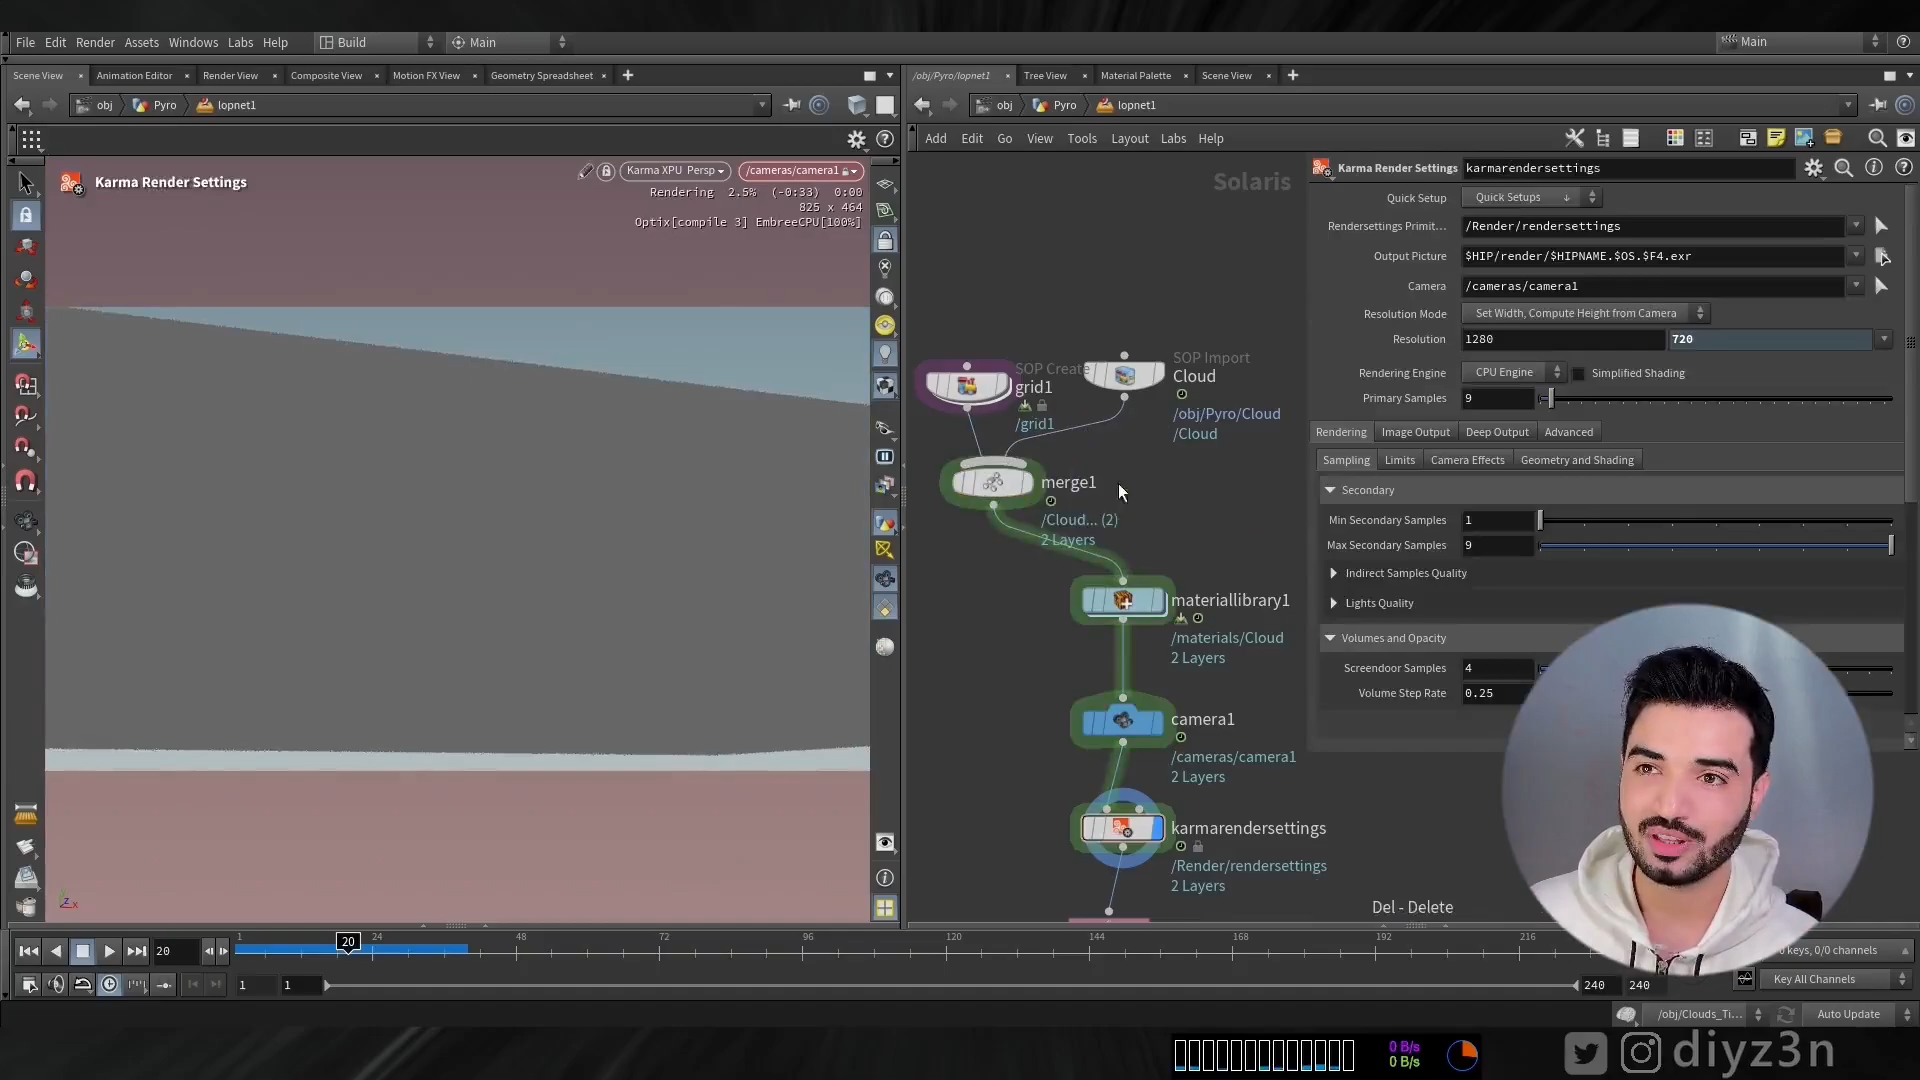 File Edit Render Assets Windows Labs Help Build Main Main
Scene View Animation Editor Render View Composite View Motion FX View Geometry Spreadsheet
/obj/Pyro/lopnet1 Tree View Material Palette Scene View
obj Pyro lopnet1
obj Pyro lopnet1
Add Edit Go View Tools Layout Labs Help
Karma Render Settings
Karma XPU Persp /cameras/camera1
Rendering 2.5% (-0:33) 0:00
825 x 464
Optix[compile 3] EmbreeCPU[100%]
Solaris
SOP Create
grid1
/grid1
SOP Import
Cloud
/obj/Pyro/Cloud
/Cloud
merge1
/Cloud... (2)
2 Layers
materiallibrary1
/materials/Cloud
2 Layers
camera1
/cameras/camera1
2 Layers
karmarendersettings
/Render/rendersettings
2 Layers
Del - Delete
Karma Render Settings karmarendersettings
Quick Setup Quick Setups
Rendersettings Primit... /Render/rendersettings
Output Picture $HIP/render/$HIPNAME.$OS.$F4.exr
Camera /cameras/camera1
Resolution Mode Set Width, Compute Height from Camera
Resolution 1280 720
Rendering Engine CPU Engine Simplified Shading
Primary Samples 9
Rendering Image Output Deep Output Advanced
Sampling Limits Camera Effects Geometry and Shading
Secondary
Min Secondary Samples 1
Max Secondary Samples 9
Indirect Samples Quality
Lights Quality
Volumes and Opacity
Screendoor Samples 4
Volume Step Rate 0.25
z x
20 1 20 24 48 72 96 120 144 168 192 216
keys, 0/0 channels
1 1 240 240
Key All Channels
/obj/Clouds_Ti... Auto Update
0 B/s
0 B/s
diyz3n